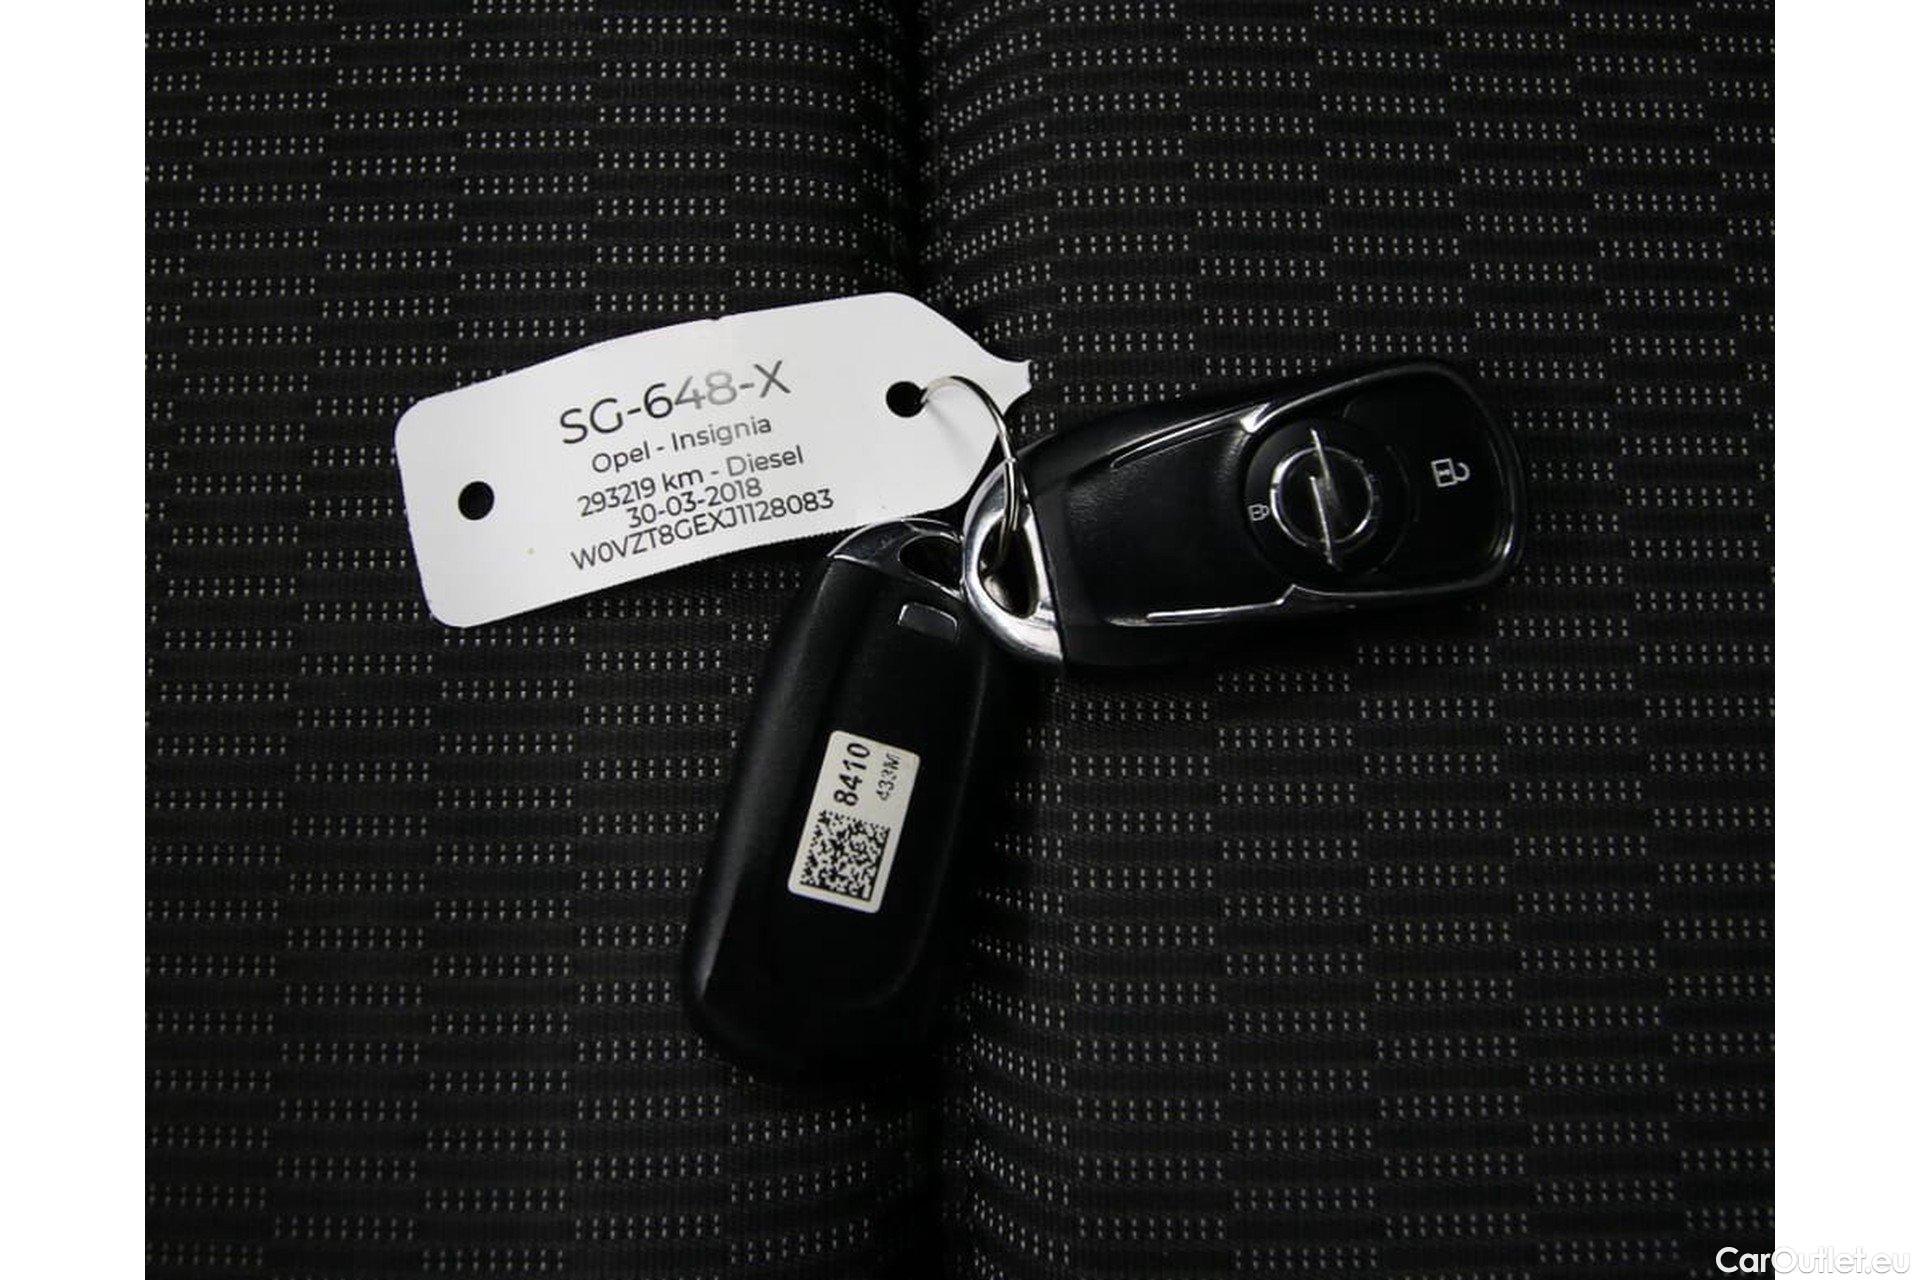 SG-648-X
Opel - Insignia
293219 km - Diesel
30-03-2018
W0VZT8GEXJ1128083
8410
433M
CarOutlet.eu